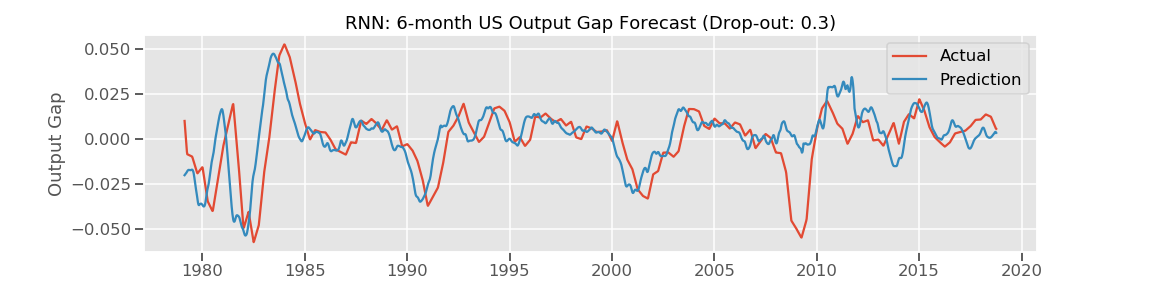 RNN: 6-month US Output Gap Forecast (Drop-out: 0.3)
Output Gap
0.050
0.025
0.000
−0.025
−0.050
Actual
Prediction
1980 1985 1990 1995 2000 2005 2010 2015 2020